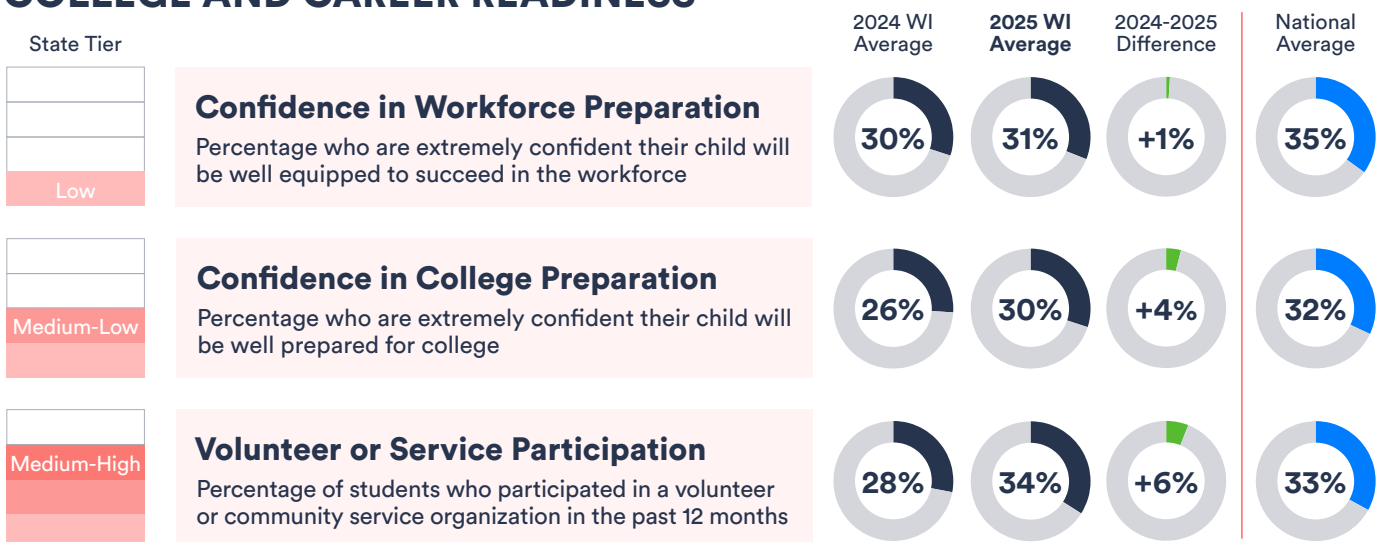 COLLEGE AND CAREER READINESS
State Tier
2024 WI
Average
2025 WI
Average
2024-2025
Difference
National
Average
Low
Confidence in Workforce Preparation
Percentage who are extremely confident their child will
be well equipped to succeed in the workforce
30%
31%
+1%
35%
Medium-Low
Confidence in College Preparation
Percentage who are extremely confident their child will
be well prepared for college
26%
30%
+4%
32%
Medium-High
Volunteer or Service Participation
Percentage of students who participated in a volunteer
or community service organization in the past 12 months
28%
34%
+6%
33%